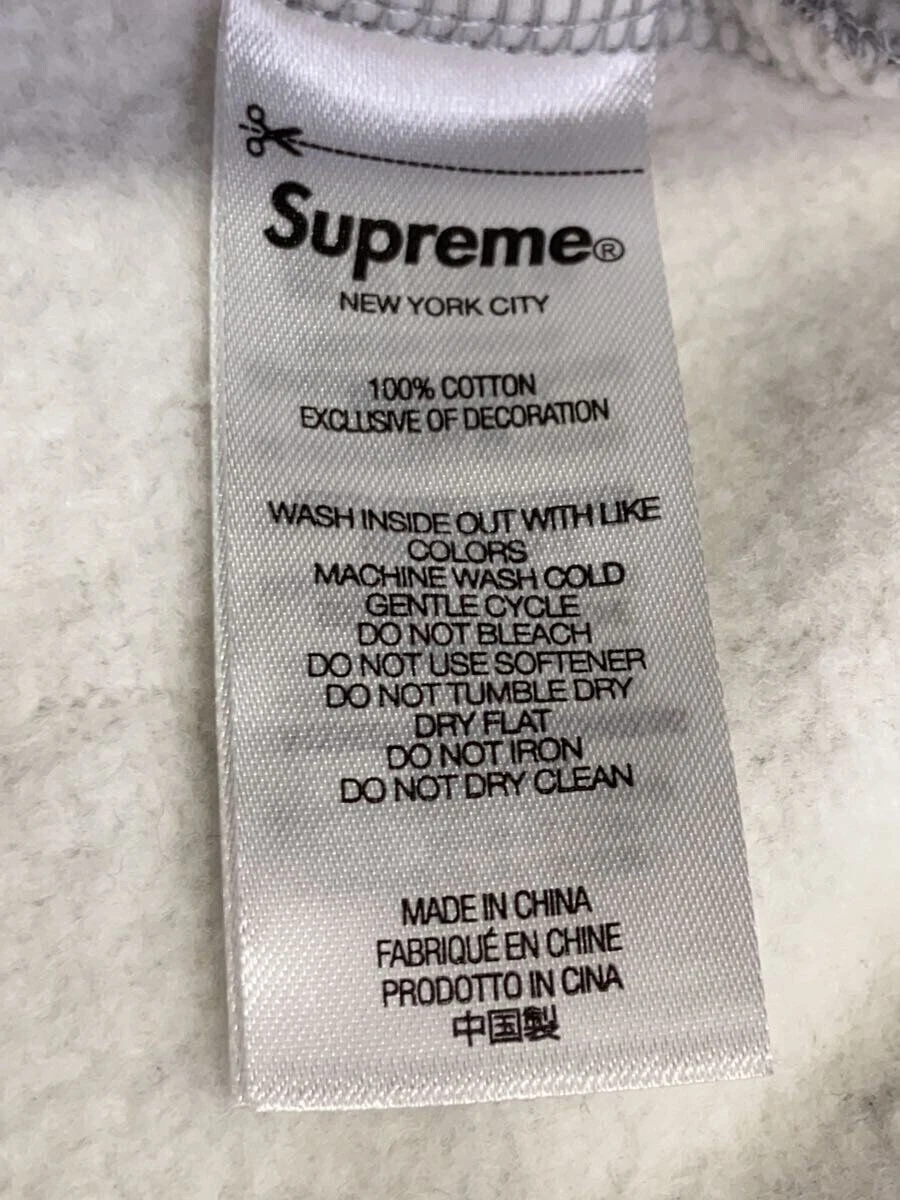 Supreme®
NEW YORK CITY
100% COTTON
EXCLUSIVE OF DECORATION
WASH INSIDE OUT WITH LIKE
COLORS
MACHINE WASH COLD
GENTLE CYCLE
DO NOT BLEACH
DO NOT USE SOFTENER
DO NOT TUMBLE DRY
DRY FLAT
DO NOT IRON
DO NOT DRY CLEAN
MADE IN CHINA
FABRIQUÉ EN CHINE
PRODOTTO IN CINA
中国製